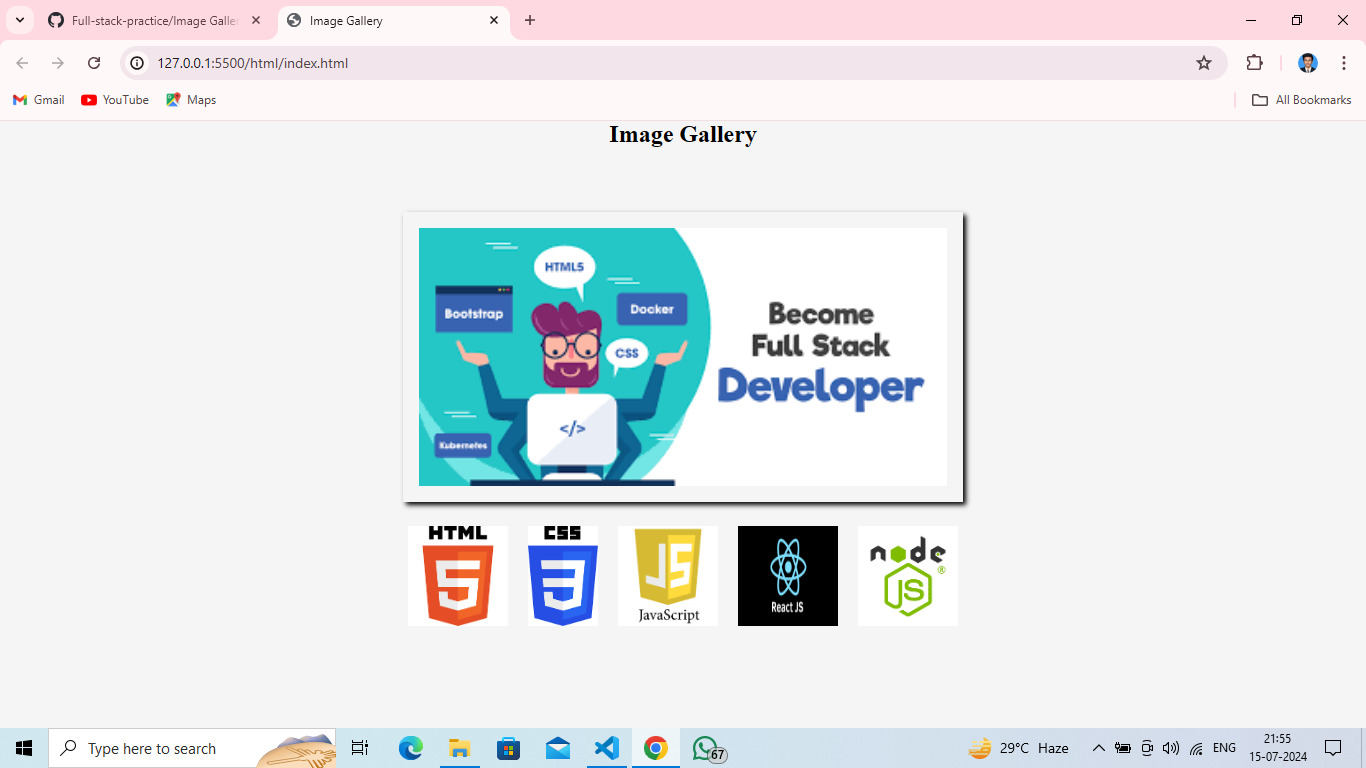 Full-stack-practice/Image Galle
Image Gallery
127.0.0.1:5500/html/index.html
Gmail
YouTube
Maps
All Bookmarks
Image Gallery
HTML5
Bootstrap
Docker
CSS
</>
Kubernetes
Become
Full Stack
Developer
HTML
5
CSS
3
JS
JavaScript
React JS
node
JS
®
Type here to search
67
29°C Haze
ENG
21:55
15-07-2024